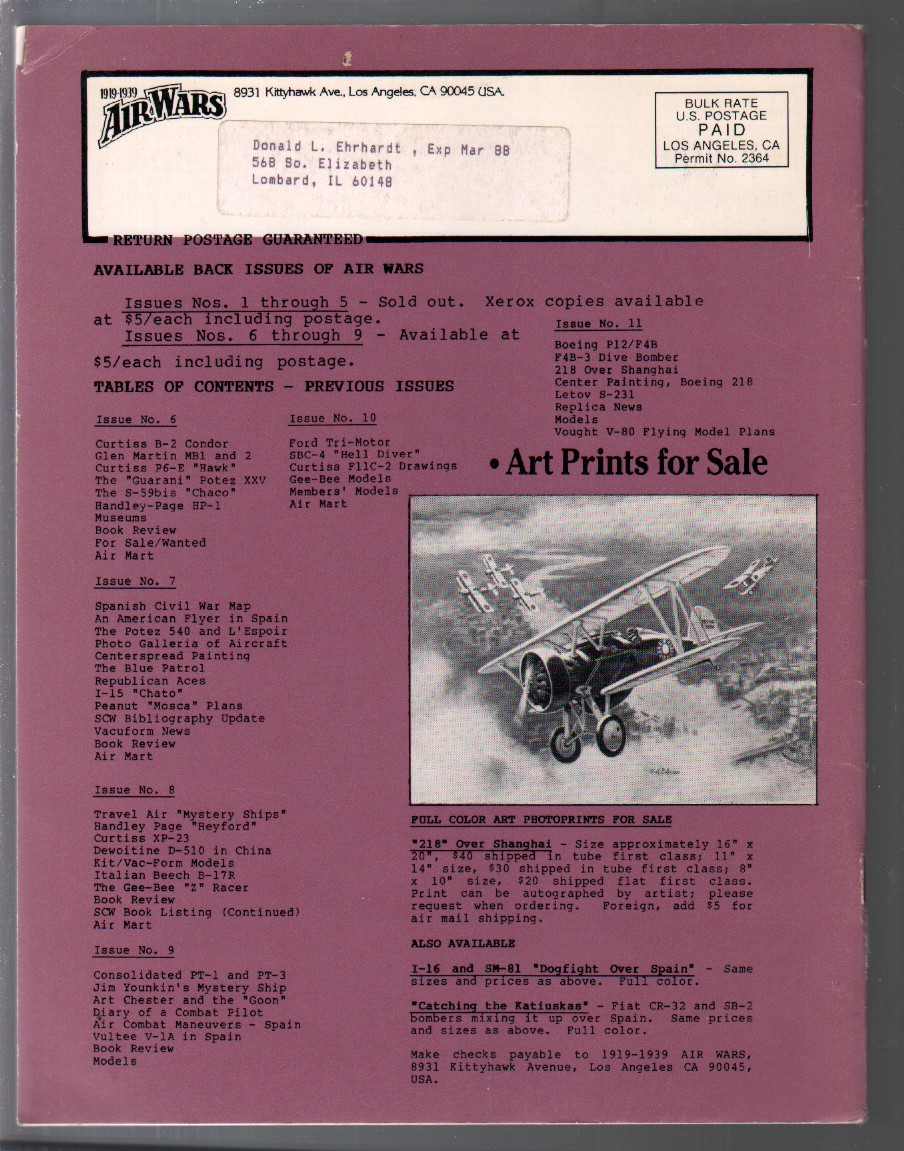 1919-1939
AIR WARS
8931 Kittyhawk Ave., Los Angeles, CA 90045 USA.
BULK RATE
U.S. POSTAGE
PAID
LOS ANGELES, CA
Permit No. 2364
Donald L. Ehrhardt , Exp Mar 88
568 So. Elizabeth
Lombard, IL 60148
RETURN POSTAGE GUARANTEED
AVAILABLE BACK ISSUES OF AIR WARS
Issues Nos. 1 through 5 - Sold out. Xerox copies available
at $5/each including postage.
Issues Nos. 6 through 9 - Available at
$5/each including postage.
TABLES OF CONTENTS - PREVIOUS ISSUES
Issue No. 6
Curtiss B-2 Condor
Glen Martin MB1 and 2
Curtiss P6-E "Hawk"
The "Guarani" Potez XXV
The S-59bis "Chaco"
Handley-Page HP-1
Museums
Book Review
For Sale/Wanted
Air Mart
Issue No. 7
Spanish Civil War Map
An American Flyer in Spain
The Potez 540 and L'Espoir
Photo Galleria of Aircraft
Centerspread Painting
The Blue Patrol
Republican Aces
I-15 "Chato"
Peanut "Mosca" Plans
SCW Bibliography Update
Vacuform News
Book Review
Air Mart
Issue No. 8
Travel Air "Mystery Ships"
Handley Page "Heyford"
Curtiss XP-23
Dewoitine D-510 in China
Kit/Vac-Form Models
Italian Beech B-17R
The Gee-Bee "Z" Racer
Book Review
SCW Book Listing (Continued)
Air Mart
Issue No. 9
Consolidated PT-1 and PT-3
Jim Younkin's Mystery Ship
Art Chester and the "Goon"
Diary of a Combat Pilot
Air Combat Maneuvers - Spain
Vultee V-1A in Spain
Book Review
Models
Issue No. 10
Ford Tri-Motor
SBC-4 "Hell Diver"
Curtiss F11C-2 Drawings
Gee-Bee Models
Members' Models
Air Mart
Issue No. 11
Boeing P12/F4B
F4B-3 Dive Bomber
218 Over Shanghai
Center Painting, Boeing 218
Letov S-231
Replica News
Models
Vought V-80 Flying Model Plans
• Art Prints for Sale
FULL COLOR ART PHOTOPRINTS FOR SALE
"218" Over Shanghai - Size approximately 16" x
20", $40 shipped in tube first class; 11" x
14" size, $30 shipped in tube first class; 8"
x 10" size, $20 shipped flat first class.
Print can be autographed by artist; please
request when ordering. Foreign, add $5 for
air mail shipping.
ALSO AVAILABLE
I-16 and SM-81 "Dogfight Over Spain" - Same
sizes and prices as above. Full color.
"Catching the Katiuskas" - Fiat CR-32 and SB-2
bombers mixing it up over Spain. Same prices
and sizes as above. Full color.
Make checks payable to 1919-1939 AIR WARS,
8931 Kittyhawk Avenue, Los Angeles CA 90045,
USA.